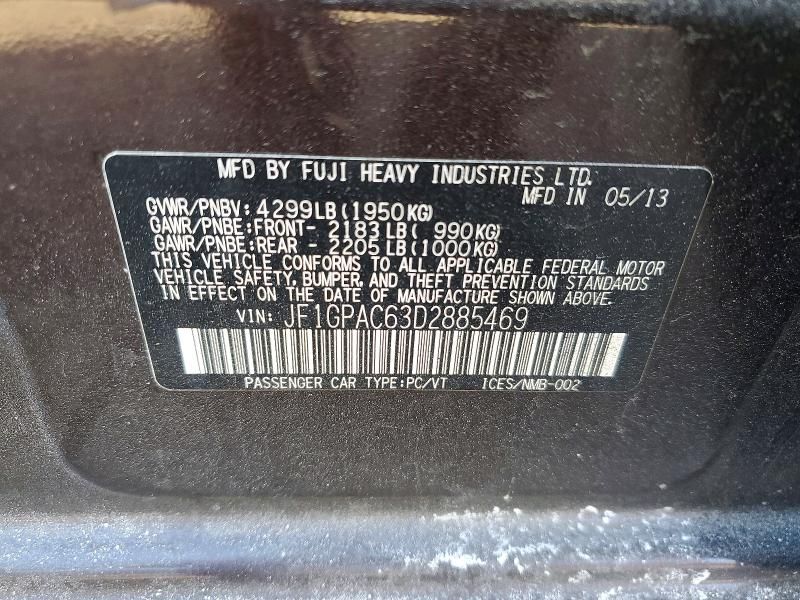 MFD BY FUJI HEAVY INDUSTRIES LTD.
MFD IN 05/13
GVWR/PNBV: 4299LB(1950KG)
GAWR/PNBE:FRONT- 2183LB( 990KG)
GAWR/PNBE:REAR - 2205LB(1000KG)
THIS VEHICLE CONFORMS TO ALL APPLICABLE FEDERAL MOTOR
VEHICLE SAFETY, BUMPER, AND THEFT PREVENTION STANDARDS
IN EFFECT ON THE DATE OF MANUFACTURE SHOWN ABOVE.
VIN: JF1GPAC63D2885469
PASSENGER CAR TYPE:PC/VT ICES/NMB-002